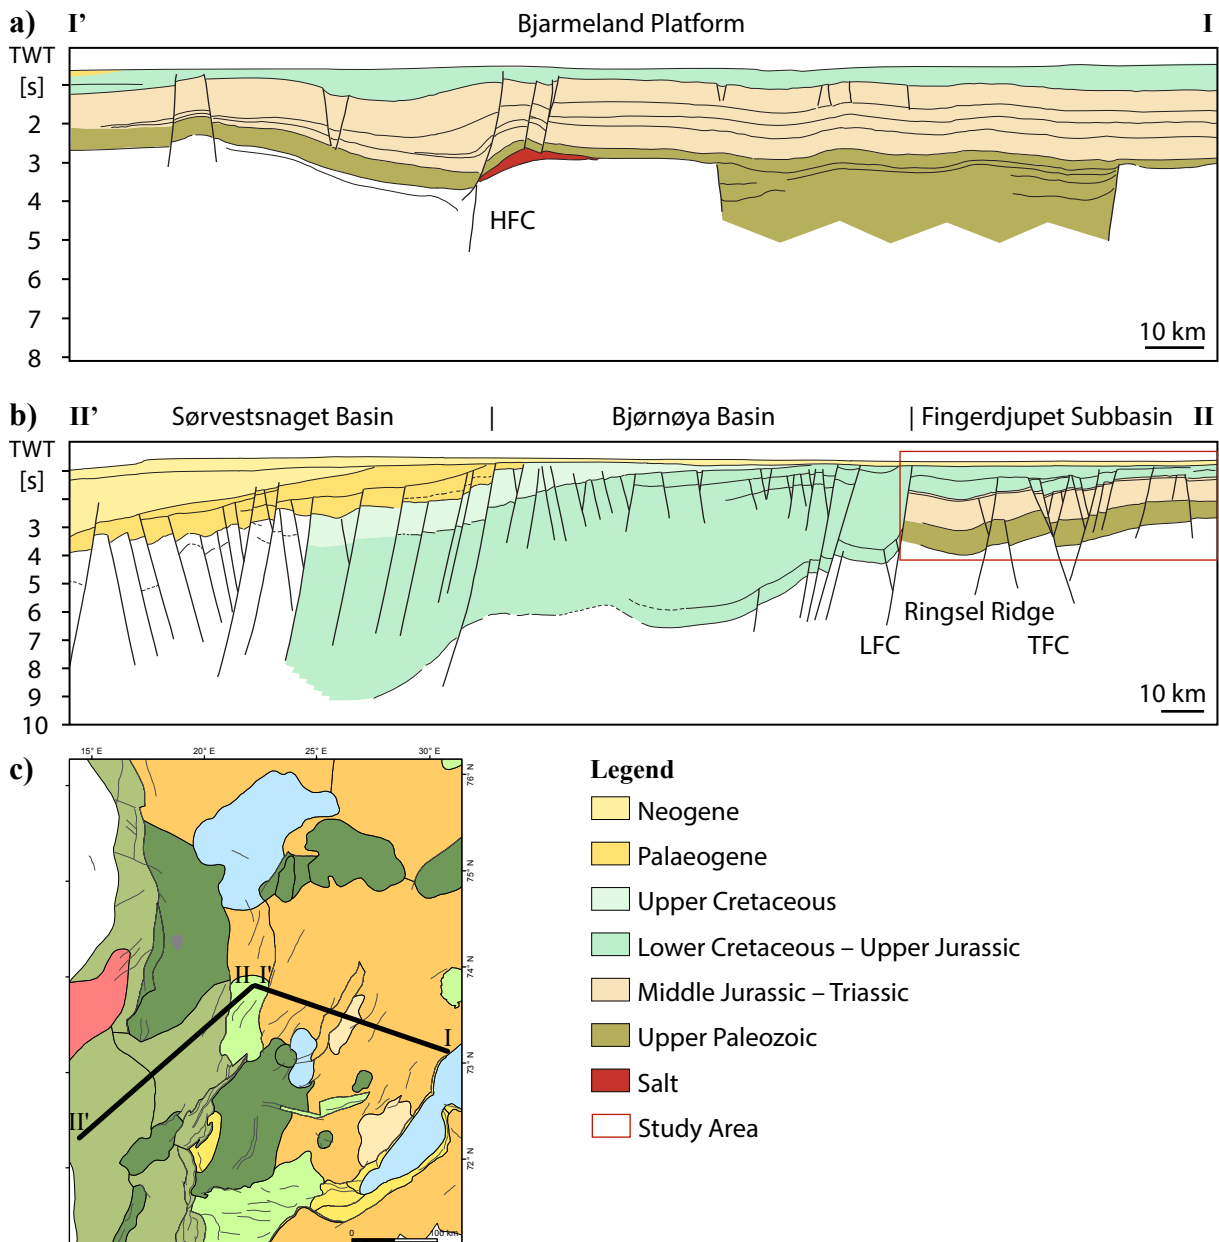 a) I' Bjarmeland Platform I
TWT
[s]
2
3
4
5
6
7
8
HFC
10 km
b) II' Sørvestsnaget Basin | Bjørnøya Basin | Fingerdjupet Subbasin II
TWT
[s]
3
4
5
6
7
8
9
10
Ringsel Ridge
LFC TFC
10 km
c)
15° E 20° E 25° E 30° E
76° N
75° N
74° N
73° N
72° N
II I'
I
II'
0 100 km
Legend
Neogene
Palaeogene
Upper Cretaceous
Lower Cretaceous – Upper Jurassic
Middle Jurassic – Triassic
Upper Paleozoic
Salt
Study Area